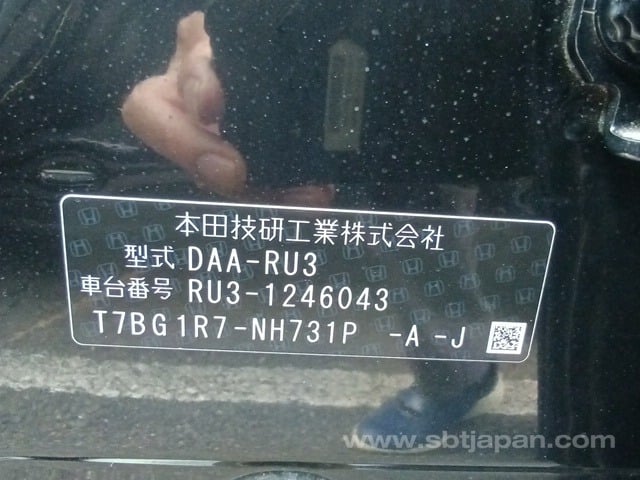 本田技研工業株式会社
型式 DAA-RU3
車台番号 RU3-1246043
T7BG1R7-NH731P -A -J
www.sbtjapan.com